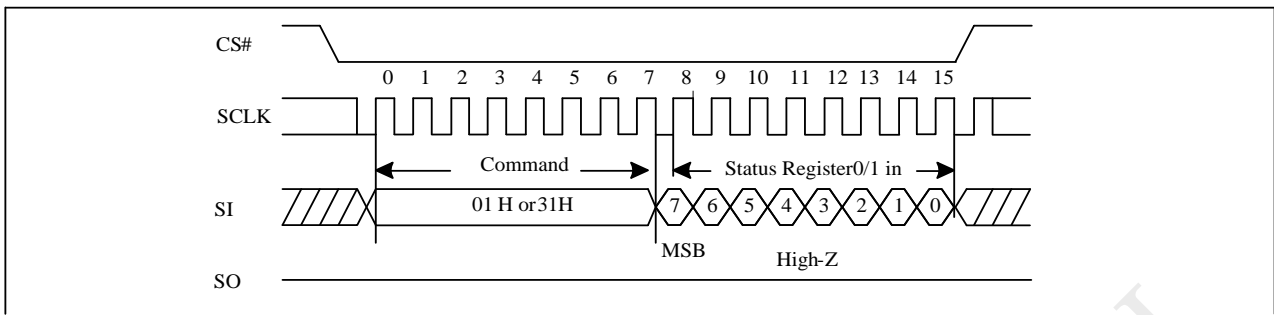 CS#
0 1 2 3 4 5 6 7 8 9 10 11 12 13 14 15
SCLK
Command
Status Register0/1 in
SI
01 H or31H
7 6 5 4 3 2 1 0
MSB
High-Z
SO